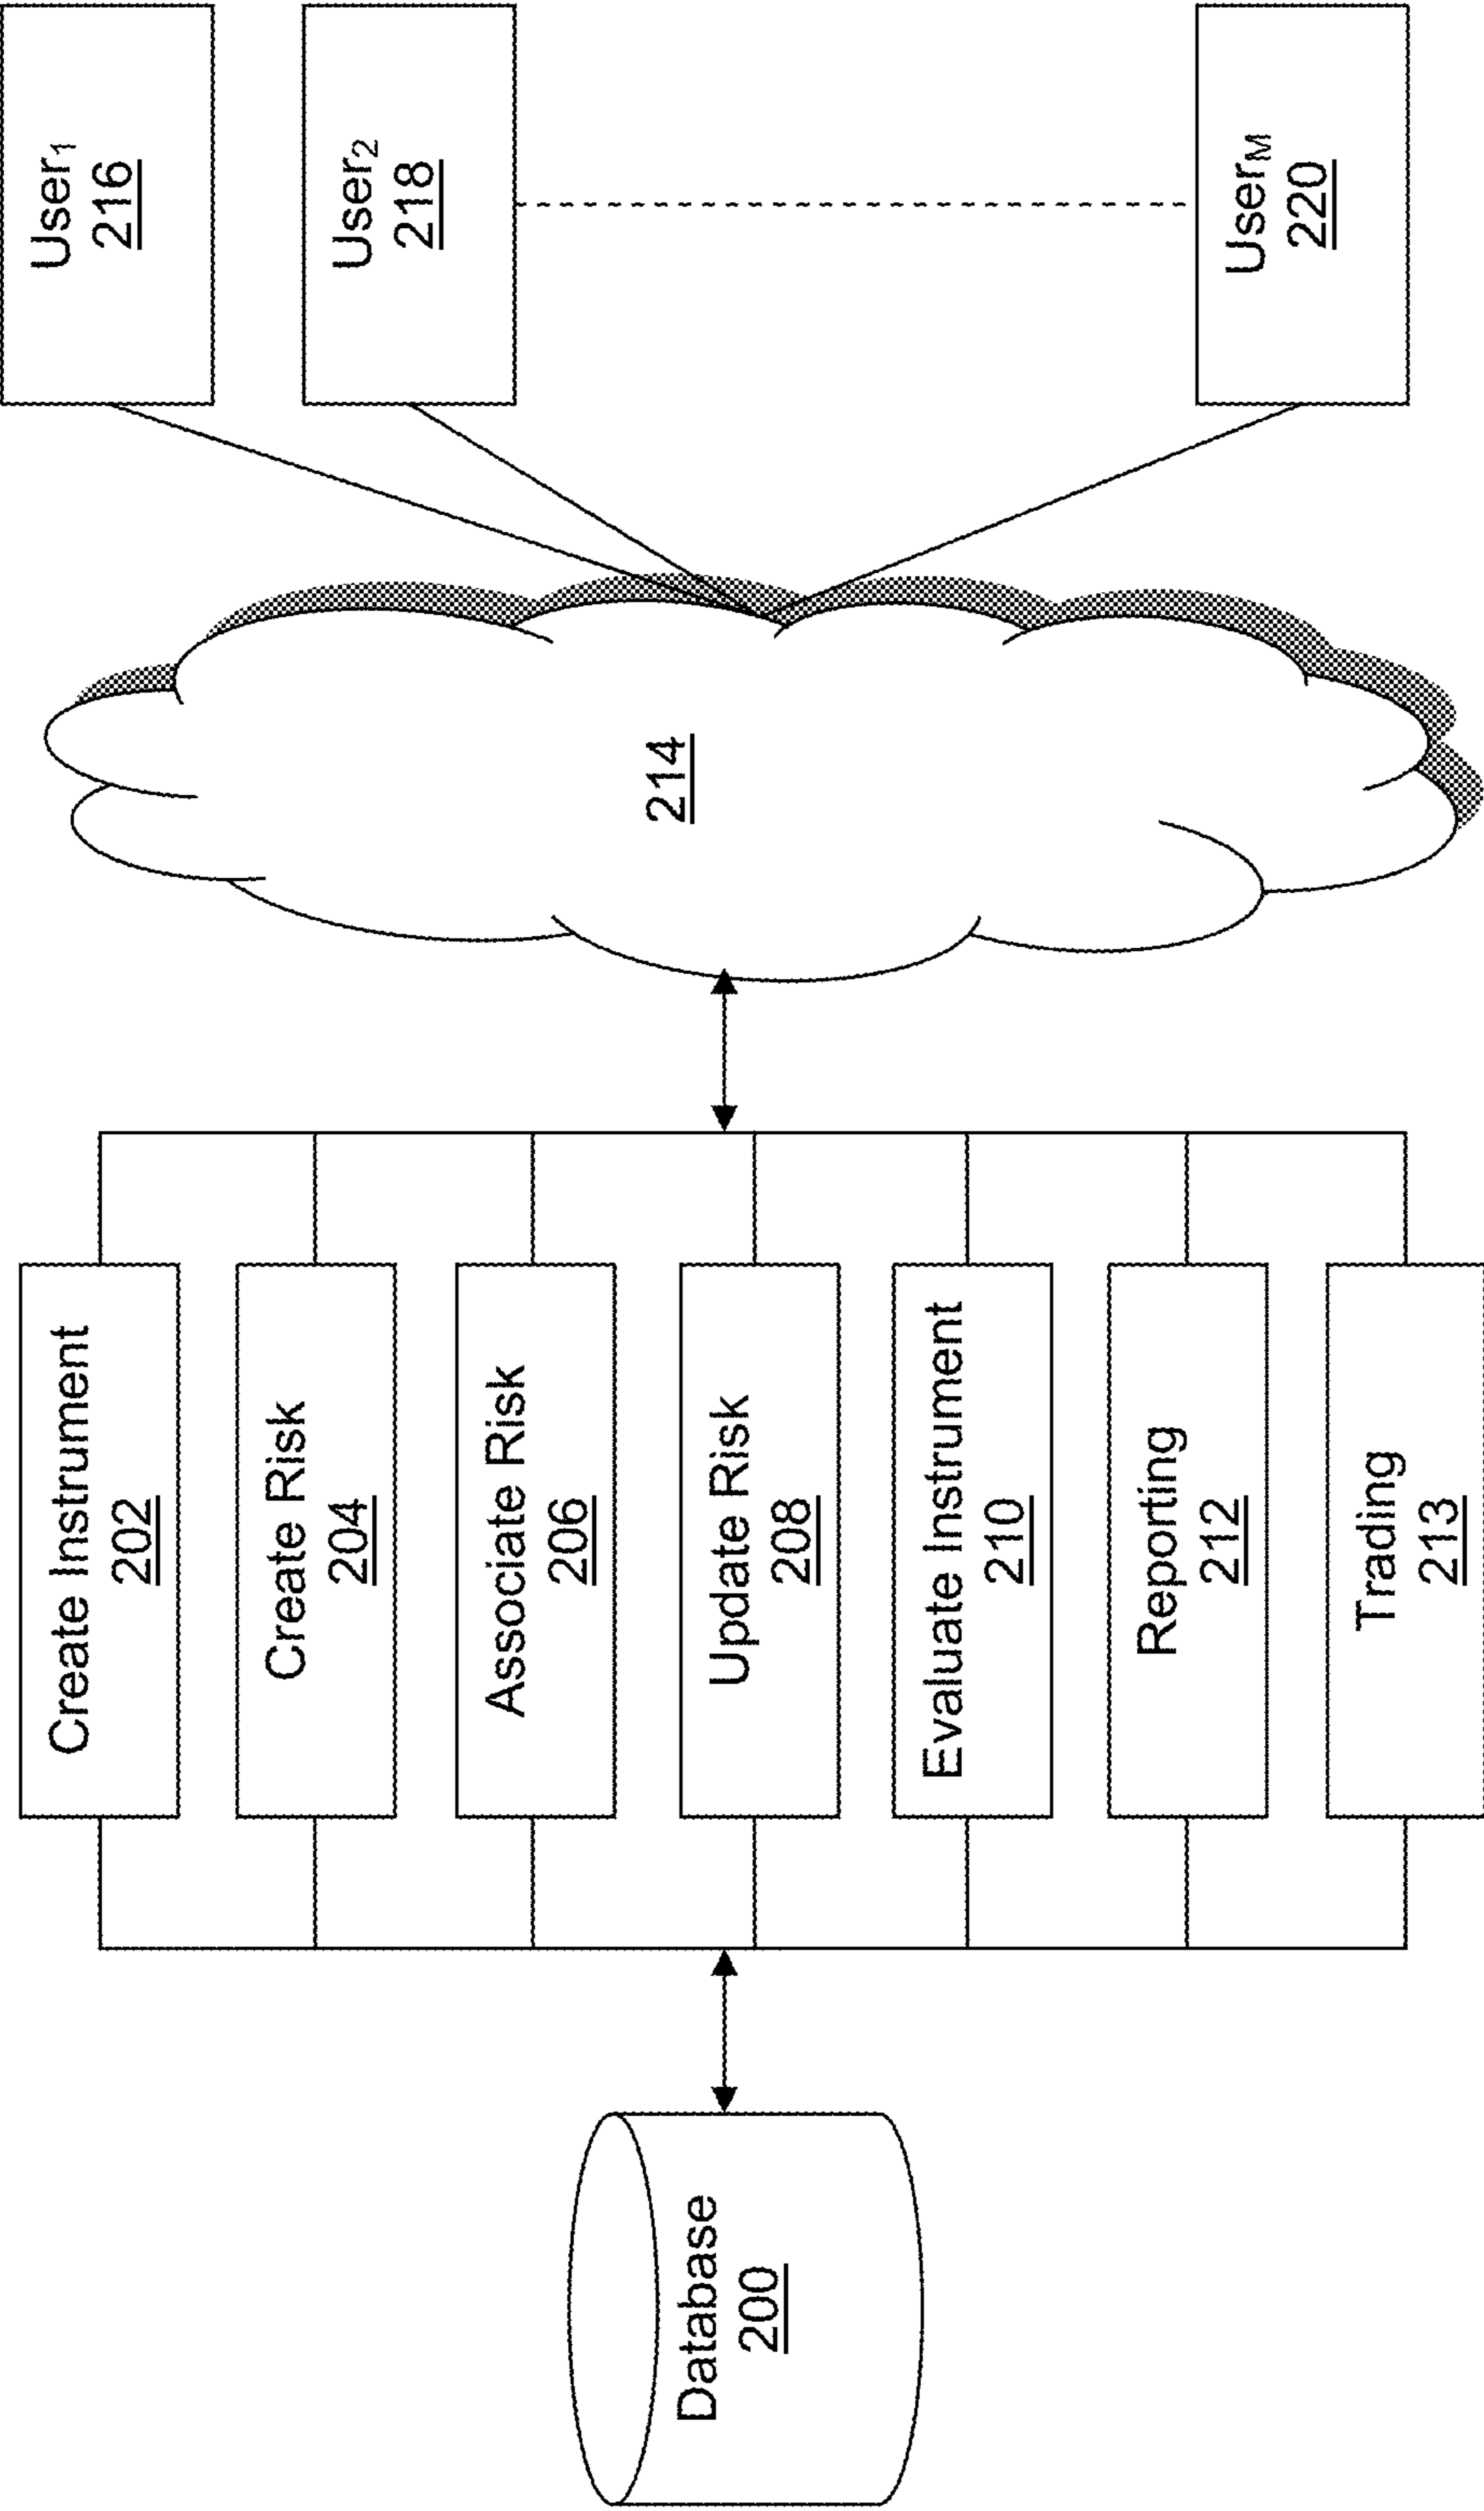 Database
200
Create Instrument
202
Create Risk
204
Associate Risk
206
Update Risk
208
Evaluate Instrument
210
Reporting
212
Trading
213
214
User1
216
User2
218
UserM
220